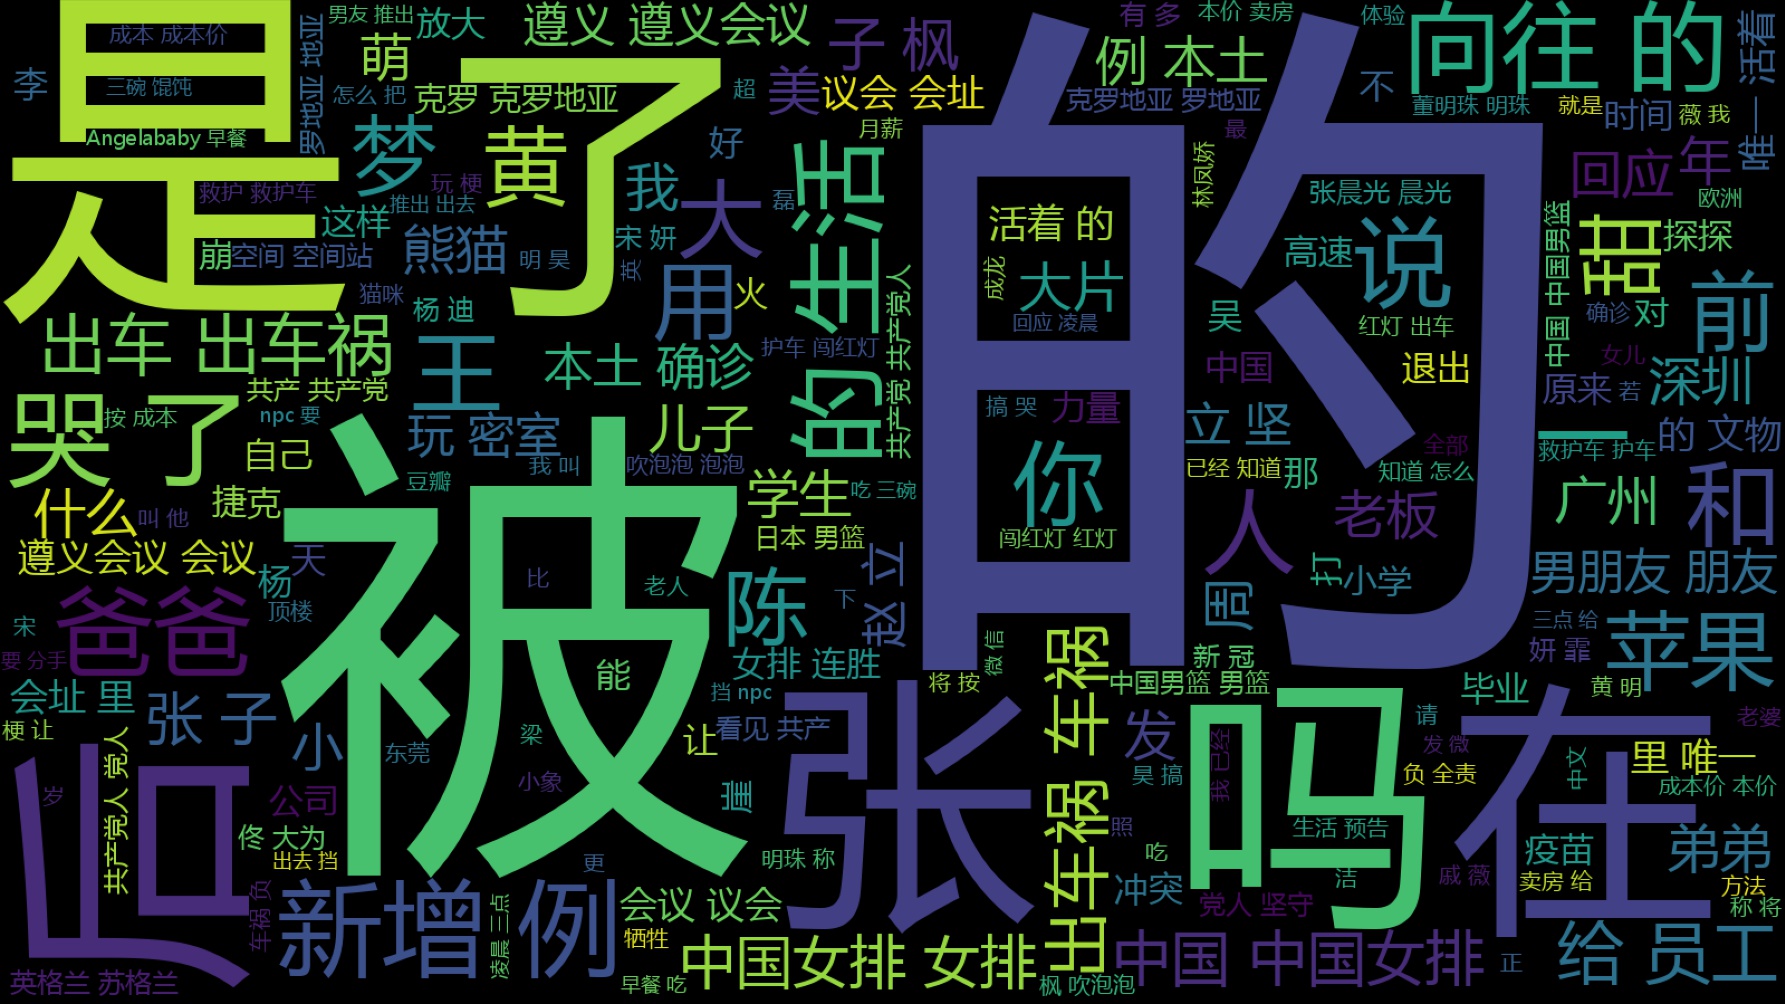 是
了
的
被
张
吗
在
向往 的
成本 成本价
三碗 馄饨
Angelababy 早餐
李
罗地亚 地亚
男友 推出
放大
萌
怎么 把
克罗 克罗地亚
遵义 遵义会议
子 枫
美
议会 会址
超
月薪
有 多
本价 卖房
例 本土
克罗地亚 罗地亚
最
体验
不
董明珠 明珠
就是
时间
薇 我
唯一 活着
梦
黄
好
我
大
磊
玩 梗
推出 出去
救护 救护车
这样
崩
空间 空间站
熊猫
明 昊
宋 妍
英
猫咪
杨 迪
用
火
的生活
共产党 共产党人
林凤娇
张晨光 晨光
高速
说
回应
年
欧洲
甜
探探
中国 中国男篮
前
确诊
对
活着 的
成龙
大片
回应 凌晨
吴
红灯 出车
女儿
出车 出车祸
王
本土 确诊
护车 闯红灯
中国
退出
原来
若
深圳
共产 共产党
哭 了
按 成本
npc 要
自己
玩 密室
儿子
我 叫
吹泡泡 泡泡
豆瓣
搞 哭
力量
你
闯红灯 红灯
立 坚
已经 知道
那
全部
知道 怎么
一
的 文物
救护车 护车
什么
叫 他
捷克
学生
吃 三碗
日本 男篮
人
老板
广州
和
遵义会议 会议
天
杨
顶楼
比
老人
陈
下
赵 立
周
打
小学
男朋友 朋友
宋
爸爸
要 分手
能
女排 连胜
微 信
出车祸 车祸
新 冠
三点 给
妍 霏
苹果
会址 里
张 子
小
东莞
梁
挡 npc
看见 共产
让
将 按
中国男篮 男篮
毕业
黄 明
梗 让
共产党人 党人
发
我 已经
请
发 微
老婆
迫
岁
公司
小象
崖
昊 搞
负 全责
中文
里 唯一
成本价 本价
佟 大为
出去 挡
更
明珠 称
照
吃
生活 预告
疫苗
弟弟
车祸 负
新增 例
凌晨 三点
会议 议会
冲突
洁
戚 薇
卖房 给
方法
党人 坚守
称 将
牺牲
英格兰 苏格兰
早餐 吃
中国女排 女排
枫 吹泡泡
中国 中国女排
正
给 员工